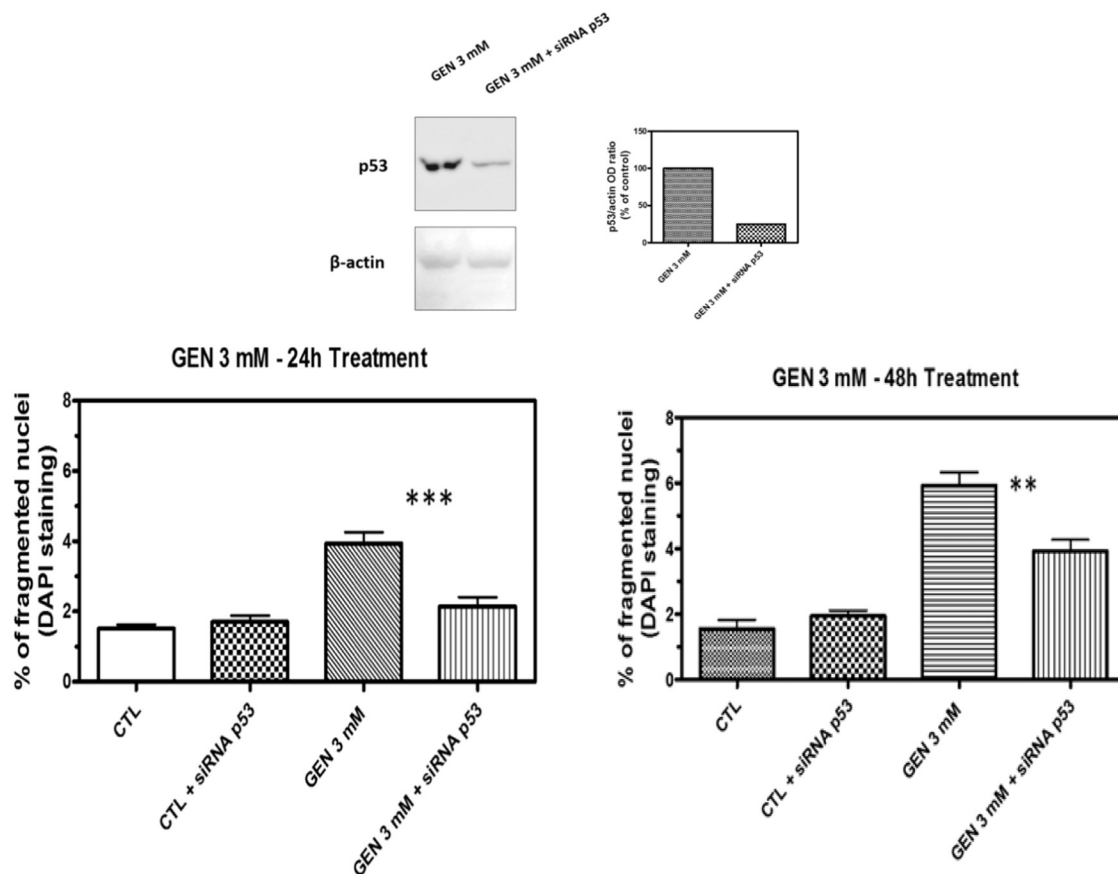 GEN 3 mM
GEN 3 mM + siRNA p53
p53
β-actin
p53/actin OD ratio
(% of control)
150
100
50
0
GEN 3 mM
GEN 3 mM + siRNA p53
GEN 3 mM - 24h Treatment
% of fragmented nuclei
(DAPI staining)
8
6
4
2
0
***
CTL
CTL + siRNA p53
GEN 3 mM
GEN 3 mM + siRNA p53
GEN 3 mM - 48h Treatment
% of fragmented nuclei
(DAPI staining)
8
6
4
2
0
**
CTL
CTL + siRNA p53
GEN 3 mM
GEN 3 mM + siRNA p53